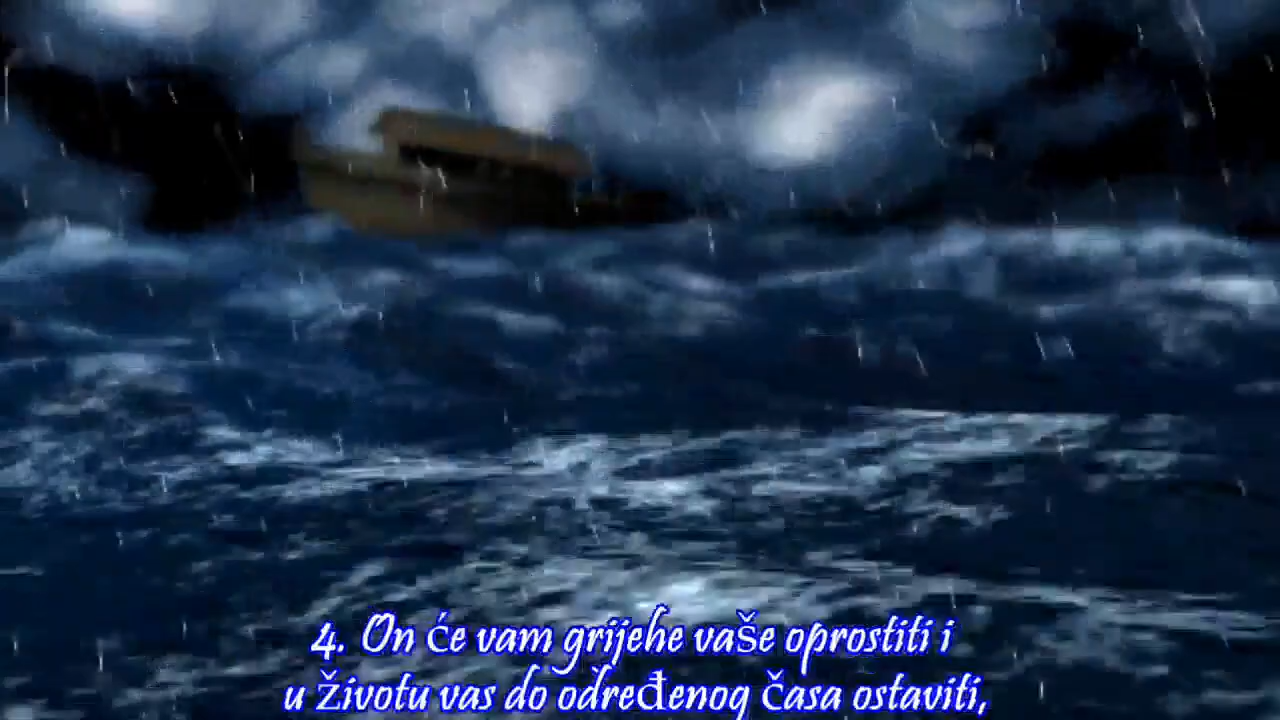 4. On će vam grijehe vaše oprostiti i
u životu vas do određenog časa ostaviti,